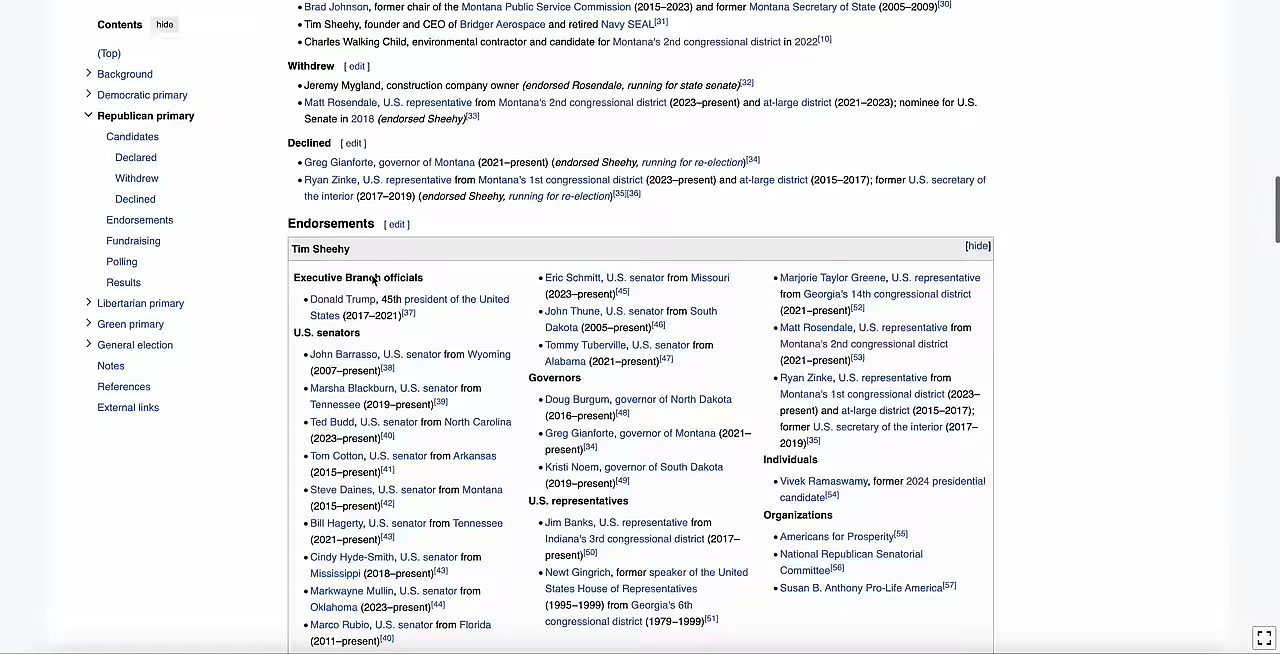 Contents hide
(Top)
Background
Democratic primary
Republican primary
Candidates
Declared
Withdrew
Declined
Endorsements
Fundraising
Polling
Results
Libertarian primary
Green primary
General election
Notes
References
External links
Brad Johnson, former chair of the Montana Public Service Commission (2015–2023) and former Montana Secretary of State (2005–2009)[30]
Tim Sheehy, founder and CEO of Bridger Aerospace and retired Navy SEAL[31]
Charles Walking Child, environmental contractor and candidate for Montana's 2nd congressional district in 2022[10]
Withdrew [ edit ]
Jeremy Mygland, construction company owner (endorsed Rosendale, running for state senate)[32]
Matt Rosendale, U.S. representative from Montana's 2nd congressional district (2023–present) and at-large district (2021–2023); nominee for U.S.
Senate in 2018 (endorsed Sheehy)[33]
Declined [ edit ]
Greg Gianforte, governor of Montana (2021–present) (endorsed Sheehy, running for re-election)[34]
Ryan Zinke, U.S. representative from Montana's 1st congressional district (2023–present) and at-large district (2015–2017); former U.S. secretary of
the interior (2017–2019) (endorsed Sheehy, running for re-election)[35][36]
Endorsements [ edit ]
Tim Sheehy [hide]
Executive Branch officials
Donald Trump, 45th president of the United
States (2017–2021)[37]
U.S. senators
John Barrasso, U.S. senator from Wyoming
(2007–present)[38]
Marsha Blackburn, U.S. senator from
Tennessee (2019–present)[39]
Ted Budd, U.S. senator from North Carolina
(2023–present)[40]
Tom Cotton, U.S. senator from Arkansas
(2015–present)[41]
Steve Daines, U.S. senator from Montana
(2015–present)[42]
Bill Hagerty, U.S. senator from Tennessee
(2021–present)[43]
Cindy Hyde-Smith, U.S. senator from
Mississippi (2018–present)[43]
Markwayne Mullin, U.S. senator from
Oklahoma (2023–present)[44]
Marco Rubio, U.S. senator from Florida
(2011–present)[40]
Eric Schmitt, U.S. senator from Missouri
(2023–present)[45]
John Thune, U.S. senator from South
Dakota (2005–present)[46]
Tommy Tuberville, U.S. senator from
Alabama (2021–present)[47]
Governors
Doug Burgum, governor of North Dakota
(2016–present)[48]
Greg Gianforte, governor of Montana (2021–
present)[34]
Kristi Noem, governor of South Dakota
(2019–present)[49]
U.S. representatives
Jim Banks, U.S. representative from
Indiana's 3rd congressional district (2017–
present)[50]
Newt Gingrich, former speaker of the United
States House of Representatives
(1995–1999) from Georgia's 6th
congressional district (1979–1999)[51]
Marjorie Taylor Greene, U.S. representative
from Georgia's 14th congressional district
(2021–present)[52]
Matt Rosendale, U.S. representative from
Montana's 2nd congressional district
(2021–present)[53]
Ryan Zinke, U.S. representative from
Montana's 1st congressional district (2023–
present) and at-large district (2015–2017);
former U.S. secretary of the interior (2017–
2019)[35]
Individuals
Vivek Ramaswamy, former 2024 presidential
candidate[54]
Organizations
Americans for Prosperity[55]
National Republican Senatorial
Committee[56]
Susan B. Anthony Pro-Life America[57]